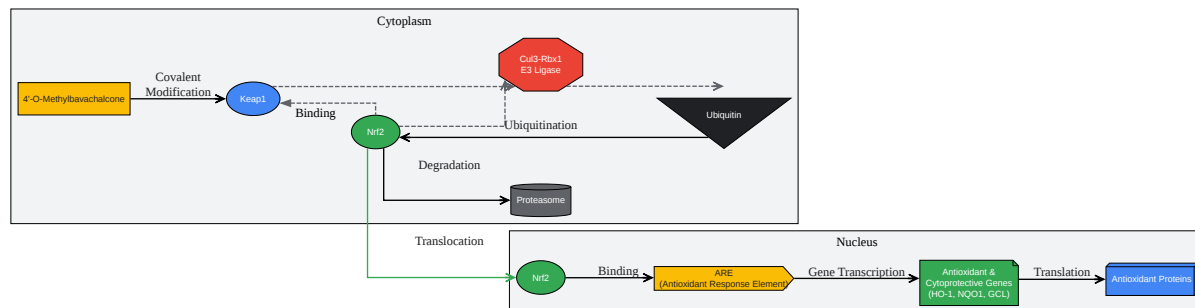 Cytoplasm
Cul3-Rbx1
E3 Ligase
Covalent
Modification
4'-O-Methylbavachalcone
Keap1
Binding
Ubiquitin
Nrf2
Ubiquitination
Degradation
Proteasome
Translocation
Nucleus
Nrf2
Binding
ARE
(Antioxidant Response Element)
Gene Transcription
Antioxidant &
Cytoprotective Genes
(HO-1, NQO1, GCL)
Translation
Antioxidant Proteins